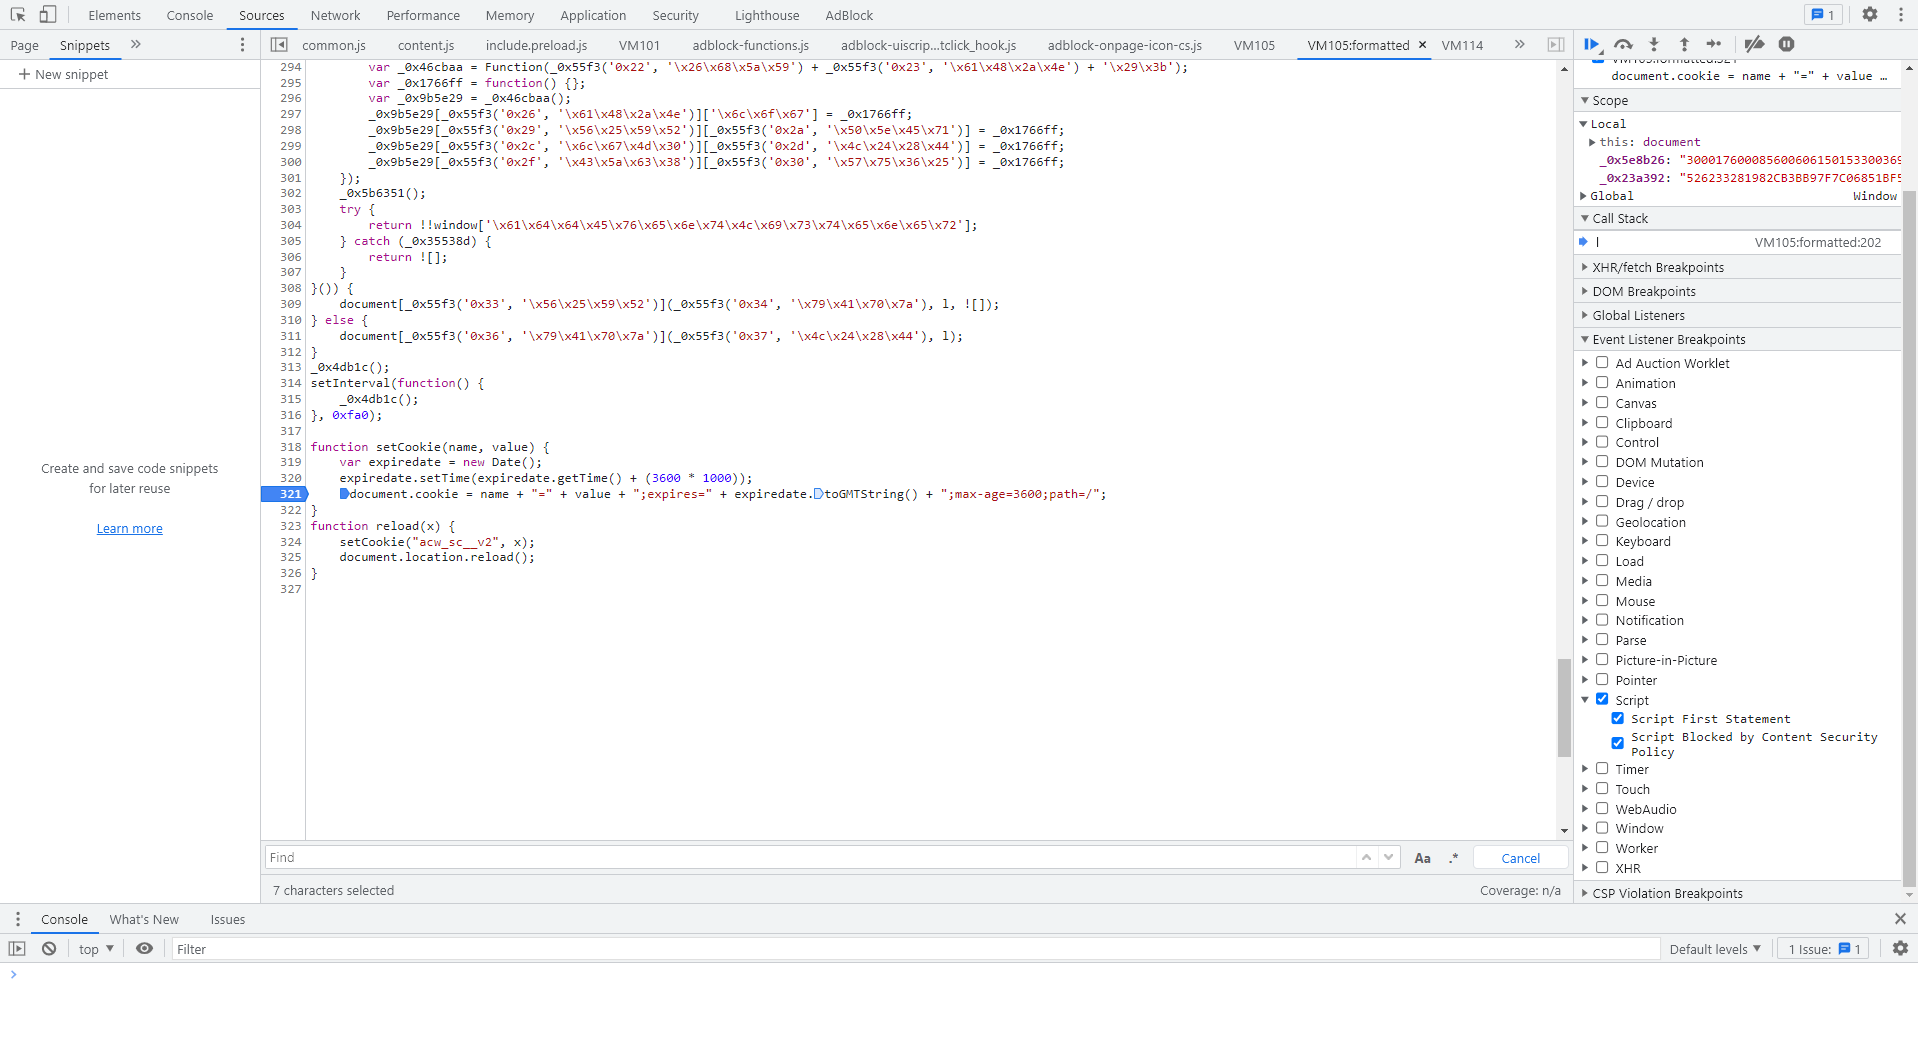 Elements Console Sources Network Performance Memory Application Security Lighthouse AdBlock 1
Page Snippets
common.js content.js include.preload.js VM101 adblock-functions.js adblock-uiscrip...tclick_hook.js adblock-onpage-icon-cs.js VM105 VM105:formatted × VM114
+ New snippet
Create and save code snippets
for later reuse
Learn more
294 var _0x46cbaa = Function(_0x55f3('0x22', '\x26\x68\x5a\x59') + _0x55f3('0x23', '\x61\x48\x2a\x4e') + '\x29\x3b');
295 var _0x1766ff = function() {};
296 var _0x9b5e29 = _0x46cbaa();
297 _0x9b5e29[_0x55f3('0x26', '\x61\x48\x2a\x4e')]['\x6c\x6f\x67'] = _0x1766ff;
298 _0x9b5e29[_0x55f3('0x29', '\x56\x25\x59\x52')][_0x55f3('0x2a', '\x50\x5e\x45\x71')] = _0x1766ff;
299 _0x9b5e29[_0x55f3('0x2c', '\x6c\x67\x4d\x30')][_0x55f3('0x2d', '\x4c\x24\x28\x44')] = _0x1766ff;
300 _0x9b5e29[_0x55f3('0x2f', '\x43\x5a\x63\x38')][_0x55f3('0x30', '\x57\x75\x36\x25')] = _0x1766ff;
301 });
302 _0x5b6351();
303 try {
304 return !!window['\x61\x64\x64\x45\x76\x65\x6e\x74\x4c\x69\x73\x74\x65\x6e\x65\x72'];
305 } catch (_0x35538d) {
306 return ![];
307 }
308 }()) {
309 document[_0x55f3('0x33', '\x56\x25\x59\x52')](_0x55f3('0x34', '\x79\x41\x70\x7a'), l, ![]);
310 } else {
311 document[_0x55f3('0x36', '\x79\x41\x70\x7a')](_0x55f3('0x37', '\x4c\x24\x28\x44'), l);
312 }
313 _0x4db1c();
314 setInterval(function() {
315 _0x4db1c();
316 }, 0xfa0);
317
318 function setCookie(name, value) {
319 var expiredate = new Date();
320 expiredate.setTime(expiredate.getTime() + (3600 * 1000));
321 document.cookie = name + "=" + value + ";expires=" + expiredate.toGMTString() + ";max-age=3600;path=/";
322 }
323 function reload(x) {
324 setCookie("acw_sc__v2", x);
325 document.location.reload();
326 }
327
Find Aa .* Cancel
7 characters selected Coverage: n/a
document.cookie = name + "=" + value …
Scope
Local
this: document
_0x5e8b26: "3000176000856006061501533003690
_0x23a392: "526233281982CB3BB97F7C06851BF5
Global Window
Call Stack
l VM105:formatted:202
XHR/fetch Breakpoints
DOM Breakpoints
Global Listeners
Event Listener Breakpoints
Ad Auction Worklet
Animation
Canvas
Clipboard
Control
DOM Mutation
Device
Drag / drop
Geolocation
Keyboard
Load
Media
Mouse
Notification
Parse
Picture-in-Picture
Pointer
Script
Script First Statement
Script Blocked by Content Security
Policy
Timer
Touch
WebAudio
Window
Worker
XHR
CSP Violation Breakpoints
Console What's New Issues
top Filter Default levels 1 Issue: 1